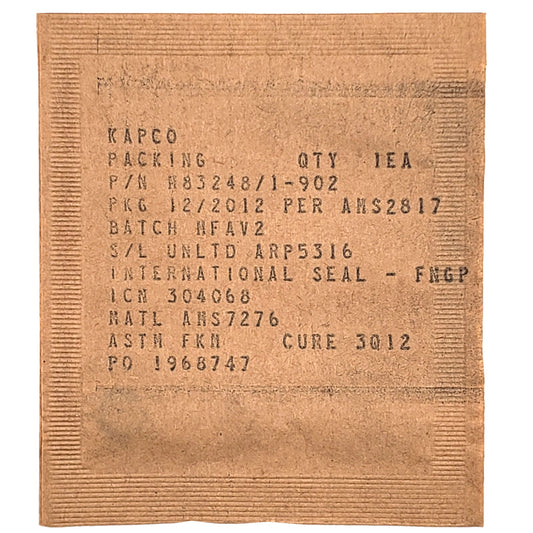 KAPCO
PACKING QTY 1EA
P/N M83248/1-902
PKG 12/2012 PER AMS2817
BATCH MFAV2
S/L UNLTD ARP5316
INTERNATIONAL SEAL - FNGP
ICN 304068
MATL AMS7276
ASTM FKM CURE 3Q12
PO 1968747